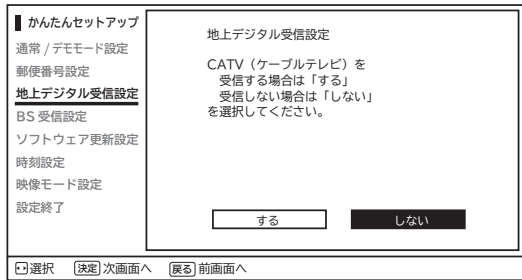 かんたんセットアップ
通常 / デモモード設定
郵便番号設定
地上デジタル受信設定
BS 受信設定
ソフトウェア更新設定
時刻設定
映像モード設定
設定終了
地上デジタル受信設定
CATV（ケーブルテレビ）を
受信する場合は「する」
受信しない場合は「しない」
を選択してください。
する しない
選択 決定 次画面へ 戻る 前画面へ